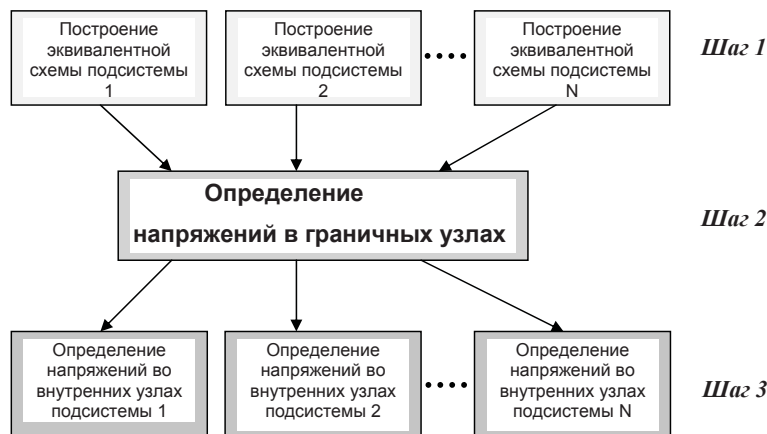 Построение
эквивалентной
схемы подсистемы
1
Построение
эквивалентной
схемы подсистемы
2
....
Построение
эквивалентной
схемы подсистемы
N
Шаг 1
Определение
напряжений в граничных узлах
Шаг 2
Определение
напряжений во
внутренних узлах
подсистемы 1
Определение
напряжений во
внутренних узлах
подсистемы 2
....
Определение
напряжений во
внутренних узлах
подсистемы N
Шаг 3